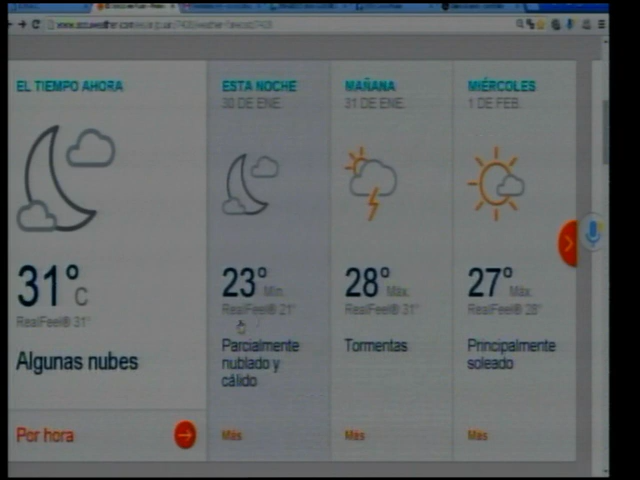 EL TIEMPO AHORA
31° C
RealFeel® 31°
Algunas nubes
Por hora
ESTA NOCHE
30 DE ENE.
23° Mín.
RealFeel® 21°
Parcialmente
nublado y
cálido
Más
MAÑANA
31 DE ENE.
28° Máx.
RealFeel® 31°
Tormentas
Más
MIÉRCOLES
1 DE FEB.
27° Máx.
RealFeel® 28°
Principalmente
soleado
Más